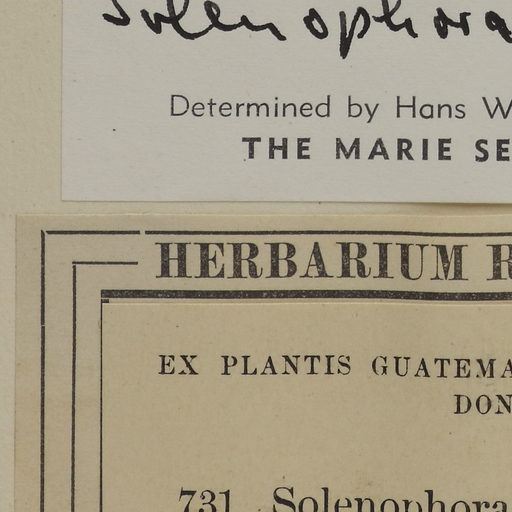 Solenophora
Determined by Hans W
THE MARIE SE
HERBARIUM R
EX PLANTIS GUATEMA
DON
731 Solenophora